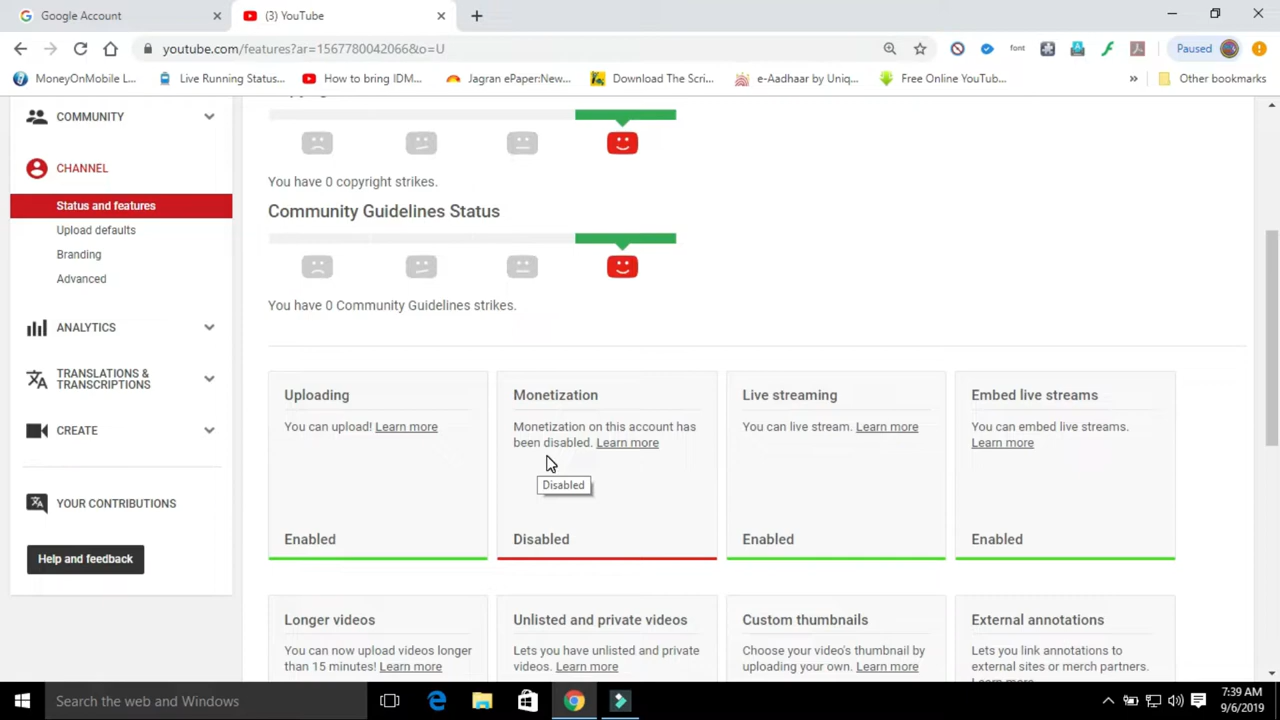 Google Account
(3) YouTube
youtube.com/features?ar=1567780042066&o=U
font
Paused
MoneyOnMobile L...
Live Running Status...
How to bring IDM...
Jagran ePaper:New...
Download The Scri...
e-Aadhaar by Uniq...
Free Online YouTub...
»
Other bookmarks
COMMUNITY
CHANNEL
Status and features
Upload defaults
Branding
Advanced
ANALYTICS
TRANSLATIONS &
TRANSCRIPTIONS
CREATE
YOUR CONTRIBUTIONS
Help and feedback
You have 0 copyright strikes.
Community Guidelines Status
You have 0 Community Guidelines strikes.
Uploading
You can upload! Learn more
Enabled
Monetization
Monetization on this account has
been disabled. Learn more
Disabled
Disabled
Live streaming
You can live stream. Learn more
Enabled
Embed live streams
You can embed live streams.
Learn more
Enabled
Longer videos
You can now upload videos longer
than 15 minutes! Learn more
Unlisted and private videos
Lets you have unlisted and private
videos. Learn more
Custom thumbnails
Choose your video's thumbnail by
uploading your own. Learn more
External annotations
Lets you link annotations to
external sites or merch partners.
Search the web and Windows
7:39 AM
9/6/2019